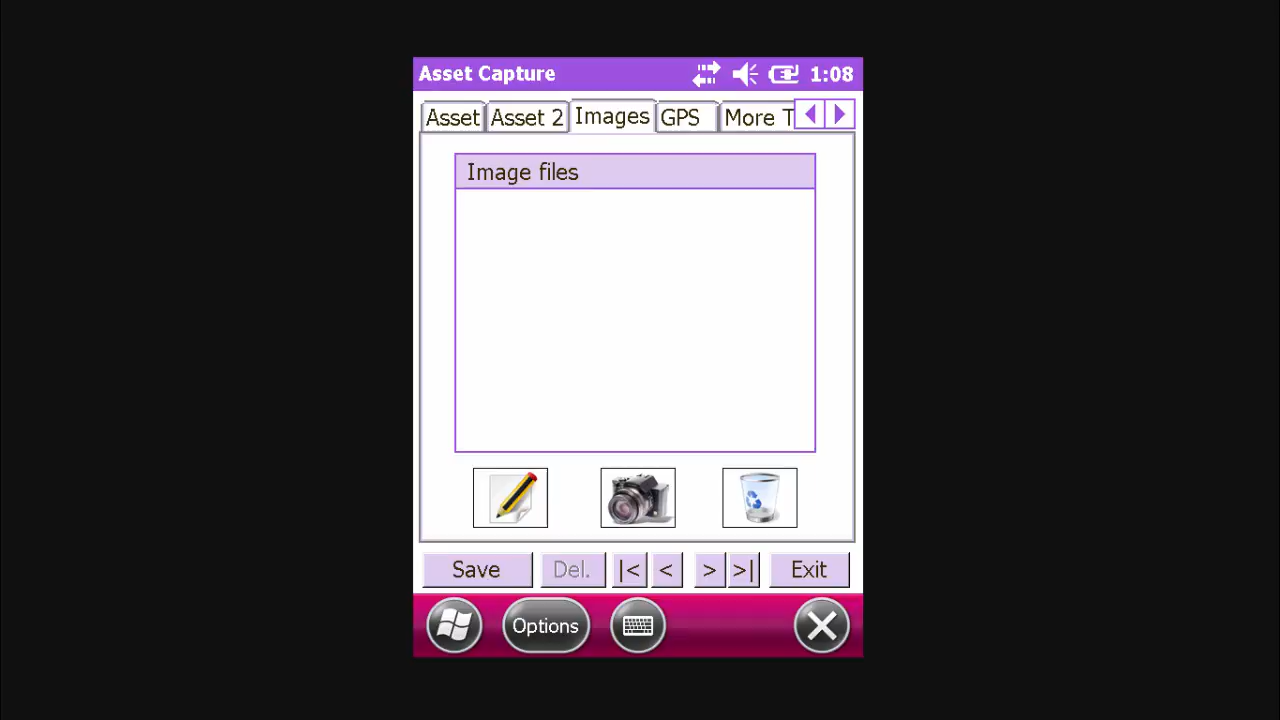 Asset Capture 1:08
Asset Asset 2 Images GPS More T
Image files
Save Del. |< < > >| Exit
Options